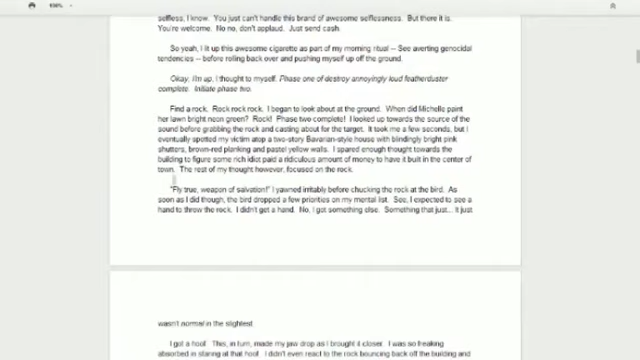 100%
selfless, I know. You just can't handle this brand of awesome selflessness. But there it is.
You're welcome. No no, don't applaud. Just send cash.
So yeah, I lit up this awesome cigarette as part of my morning ritual -- See averting genocidal
tendencies -- before rolling back over and pushing myself up off the ground.
Okay, I'm up, I thought to myself. Phase one of destroy annoyingly loud featherduster
complete. Initiate phase two.
Find a rock. Rock rock rock. I began to look about at the ground. When did Michelle paint
her lawn bright neon green? Rock! Phase two complete! I looked up towards the source of the
sound before grabbing the rock and casting about for the target. It took me a few seconds, but I
eventually spotted my victim atop a two-story Bavarian-style house with blindingly bright pink
shutters, brown-red planking and pastel yellow walls. I spared enough thought towards the
building to figure some rich idiot paid a ridiculous amount of money to have it built in the center of
town. The rest of my thought however, focused on the rock.
"Fly true, weapon of salvation!" I yawned irritably before chucking the rock at the bird. As
soon as I did though, the bird dropped a few priorities on my mental list. See, I expected to see a
hand to throw the rock. I didn't get a hand. No, I got something else. Something that just... it just
wasn't normal in the slightest.
I got a hoof. This, in turn, made my jaw drop as I brought it closer. I was so freaking
absorbed in staring at that hoof, I didn't even react to the rock bouncing back off the building and